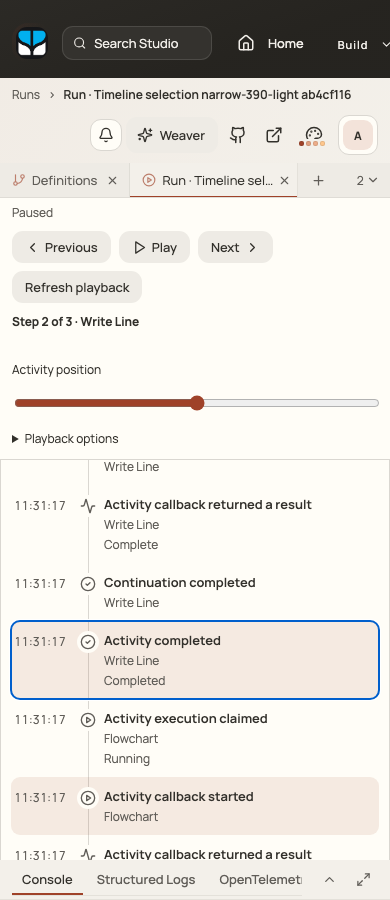 Search Studio
Home
Build
Runs > Run · Timeline selection narrow-390-light ab4cf116
Weaver
A
Definitions
Run · Timeline sel...
2
Paused
Previous
Play
Next
Refresh playback
Step 2 of 3 · Write Line
Activity position
Playback options
Write Line
11:31:17 Activity callback returned a result
Write Line
Complete
11:31:17 Continuation completed
Write Line
11:31:17 Activity completed
Write Line
Completed
11:31:17 Activity execution claimed
Flowchart
Running
11:31:17 Activity callback started
Flowchart
11:31:17 Activity callback returned a result
Console
Structured Logs
OpenTelemet